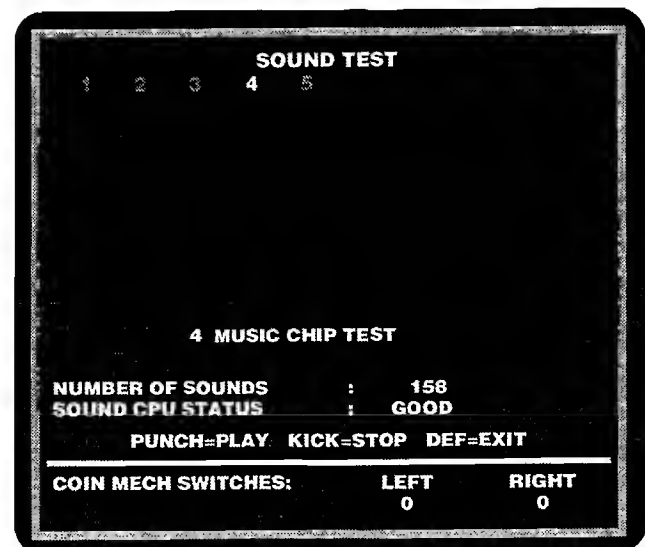 SOUND TEST
1 2 3 4 5
4 MUSIC CHIP TEST
NUMBER OF SOUNDS : 158
SOUND CPU STATUS : GOOD
PUNCH=PLAY KICK=STOP DEF=EXIT
COIN MECH SWITCHES: LEFT RIGHT
0 0